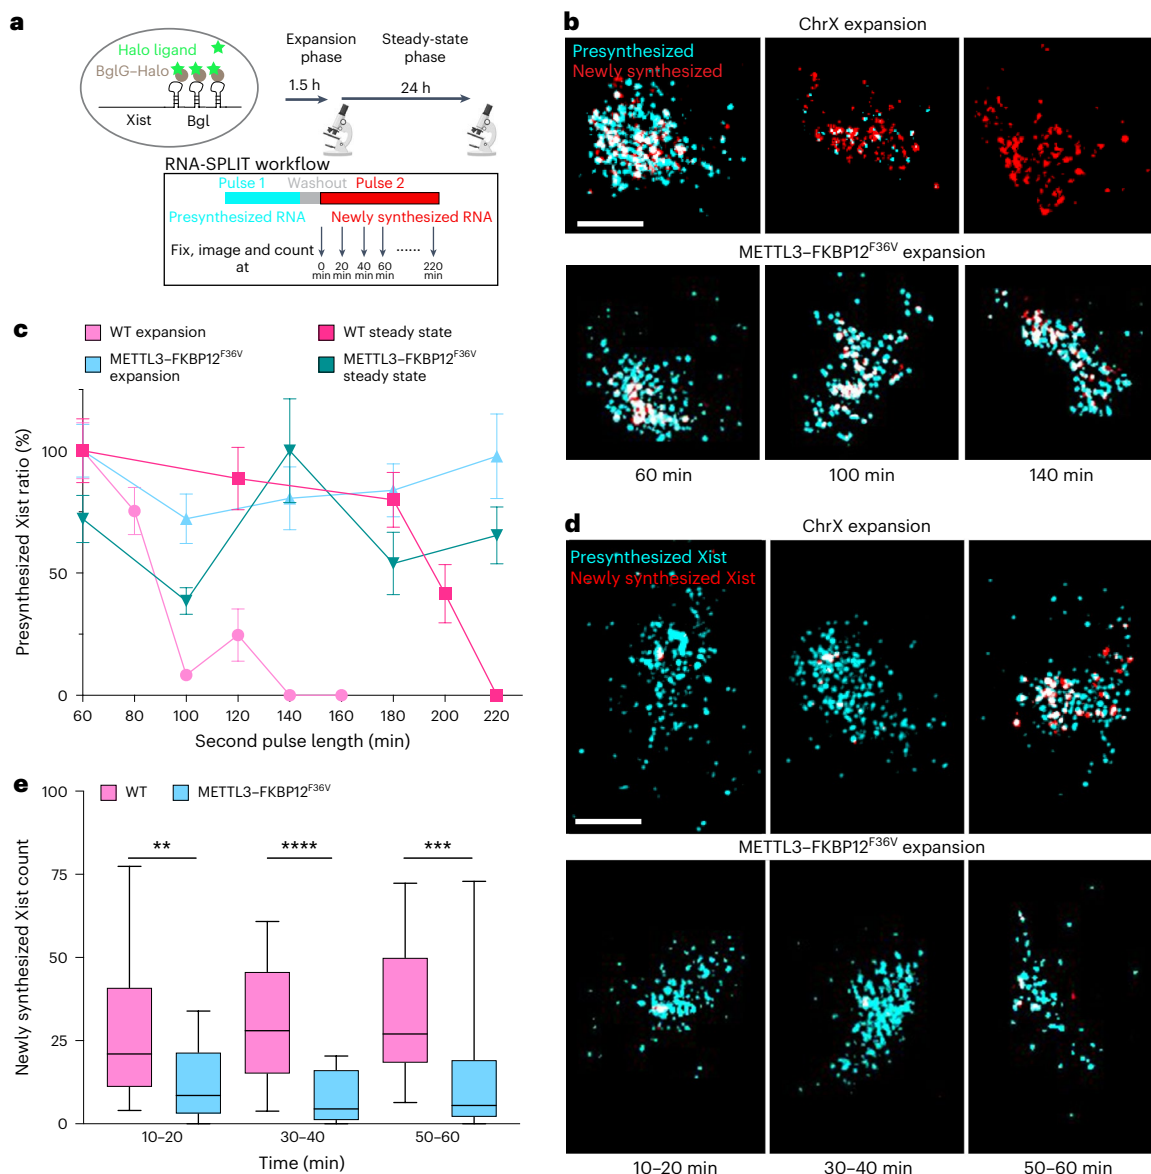 a
Halo ligand
BglG–Halo
Xist
Bgl
Expansion
phase
1.5 h
Steady-state
phase
24 h
RNA-SPLIT workflow
Pulse 1
Washout
Pulse 2
Presynthesized RNA
Newly synthesized RNA
Fix, image and count
at
0
min
20
min
40
min
60
min
......
220
min
b
ChrX expansion
Presynthesized
Newly synthesized
METTL3–FKBP12F36V expansion
60 min
100 min
140 min
c
WT expansion
METTL3–FKBP12F36V
expansion
WT steady state
METTL3–FKBP12F36V
steady state
Presynthesized Xist ratio (%)
100
50
0
60
80
100
120
140
160
180
200
220
Second pulse length (min)
d
ChrX expansion
Presynthesized Xist
Newly synthesized Xist
METTL3–FKBP12F36V expansion
10–20 min
30–40 min
50–60 min
e
WT
METTL3–FKBP12F36V
Newly synthesized Xist count
100
75
50
25
0
**
****
***
10–20
30–40
50–60
Time (min)